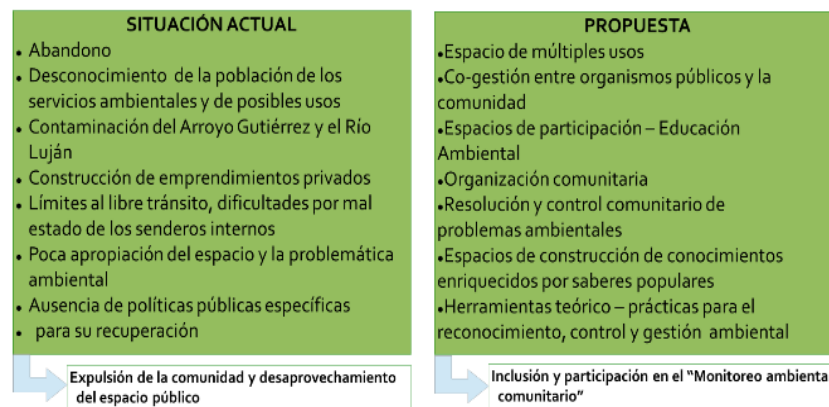 SITUACIÓN ACTUAL
• Abandono
• Desconocimiento de la población de los
servicios ambientales y de posibles usos
• Contaminación del Arroyo Gutiérrez y el Río
Luján
• Construcción de emprendimientos privados
• Límites al libre tránsito, dificultades por mal
estado de los senderos internos
• Poca apropiación del espacio y la problemática
ambiental
• Ausencia de políticas públicas específicas
• para su recuperación
Expulsión de la comunidad y desaprovechamiento
del espacio público
PROPUESTA
•Espacio de múltiples usos
•Co-gestión entre organismos públicos y la
comunidad
•Espacios de participación – Educación
Ambiental
•Organización comunitaria
•Resolución y control comunitario de
problemas ambientales
•Espacios de construcción de conocimientos
enriquecidos por saberes populares
•Herramientas teórico – prácticas para el
reconocimiento, control y gestión ambiental
Inclusión y participación en el "Monitoreo ambienta
comunitario"